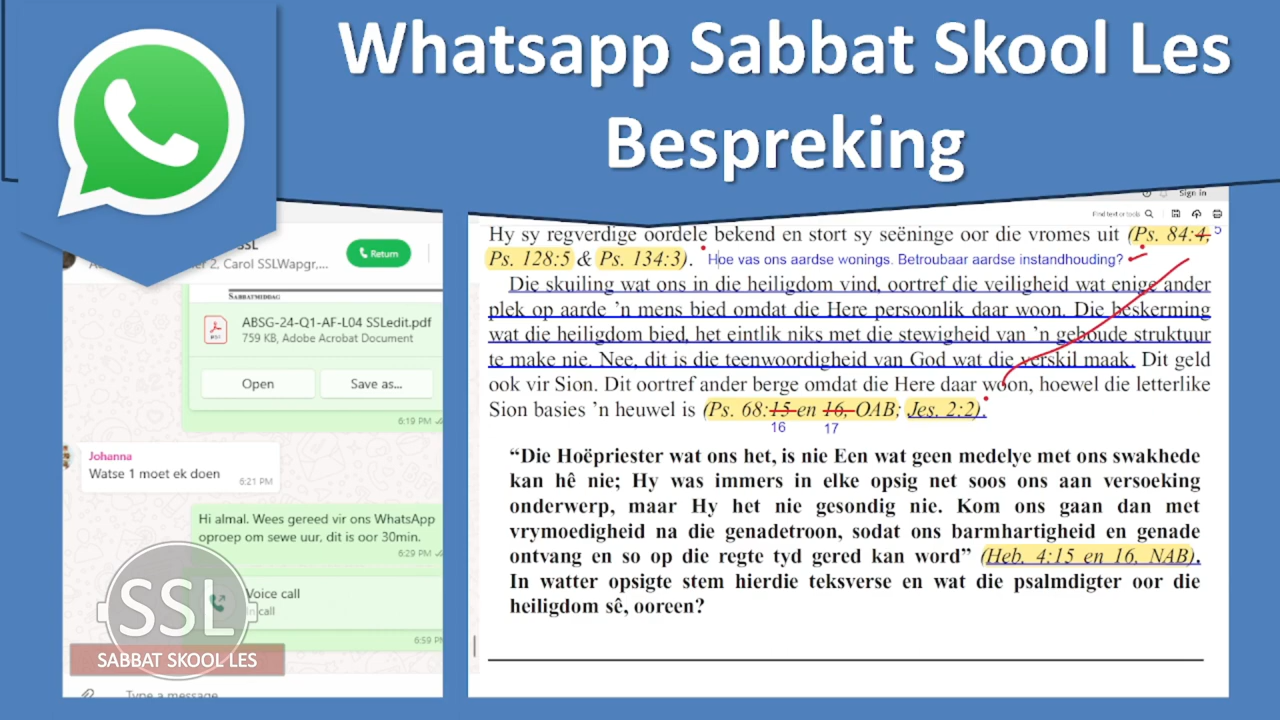 Whatsapp Sabbat Skool Les
Bespreking
SSL
2, Carol SSLWapgr,...
Return
SABBATMIDDAG
ABSG-24-Q1-AF-L04 SSLedit.pdf
759 KB, Adobe Acrobat Document
Open
Save as...
6:19 PM
Johanna
Watse 1 moet ek doen
6:21 PM
Hi almal. Wees gereed vir ons WhatsApp
oproep om sewe uur, dit is oor 30min.
6:29 PM
Voice call
In call
6:59 PM
SSL
SABBAT SKOOL LES
Type a message
Sign in
Find text or tools
Hy sy regverdige oordele bekend en stort sy seëninge oor die vromes uit (Ps. 84:4, 5
Ps. 128:5 & Ps. 134:3). Hoe vas ons aardse wonings. Betroubaar aardse instandhouding?
Die skuiling wat ons in die heiligdom vind, oortref die veiligheid wat enige ander
plek op aarde ’n mens bied omdat die Here persoonlik daar woon. Die beskerming
wat die heiligdom bied, het eintlik niks met die stewigheid van ’n geboude struktuur
te make nie. Nee, dit is die teenwoordigheid van God wat die verskil maak. Dit geld
ook vir Sion. Dit oortref ander berge omdat die Here daar woon, hoewel die letterlike
Sion basies ’n heuwel is (Ps. 68:15 en 16, OAB; Jes. 2:2).
16 17
“Die Hoëpriester wat ons het, is nie Een wat geen medelye met ons swakhede
kan hê nie; Hy was immers in elke opsig net soos ons aan versoeking
onderwerp, maar Hy het nie gesondig nie. Kom ons gaan dan met
vrymoedigheid na die genadetroon, sodat ons barmhartigheid en genade
ontvang en so op die regte tyd gered kan word” (Heb. 4:15 en 16, NAB).
In watter opsigte stem hierdie teksverse en wat die psalmdigter oor die
heiligdom sê, ooreen?